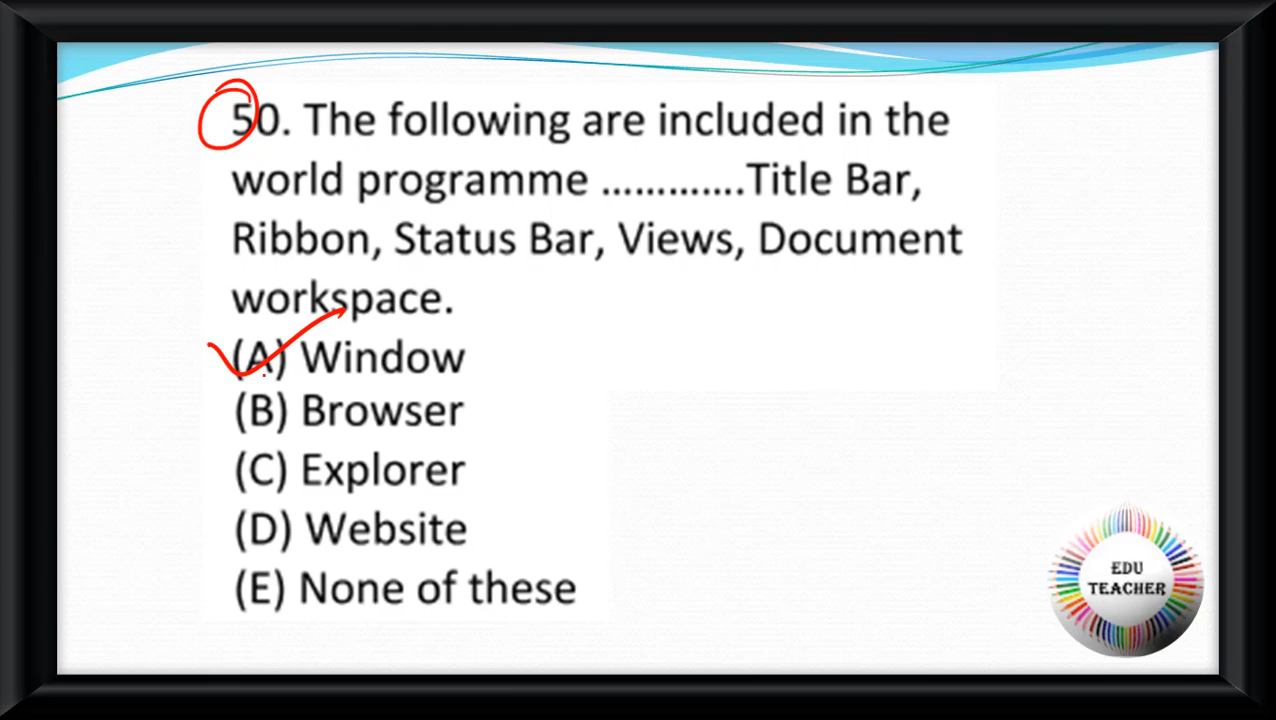 50. The following are included in the
world programme .............Title Bar,
Ribbon, Status Bar, Views, Document
workspace.
(A) Window
(B) Browser
(C) Explorer
(D) Website
(E) None of these
EDU
TEACHER